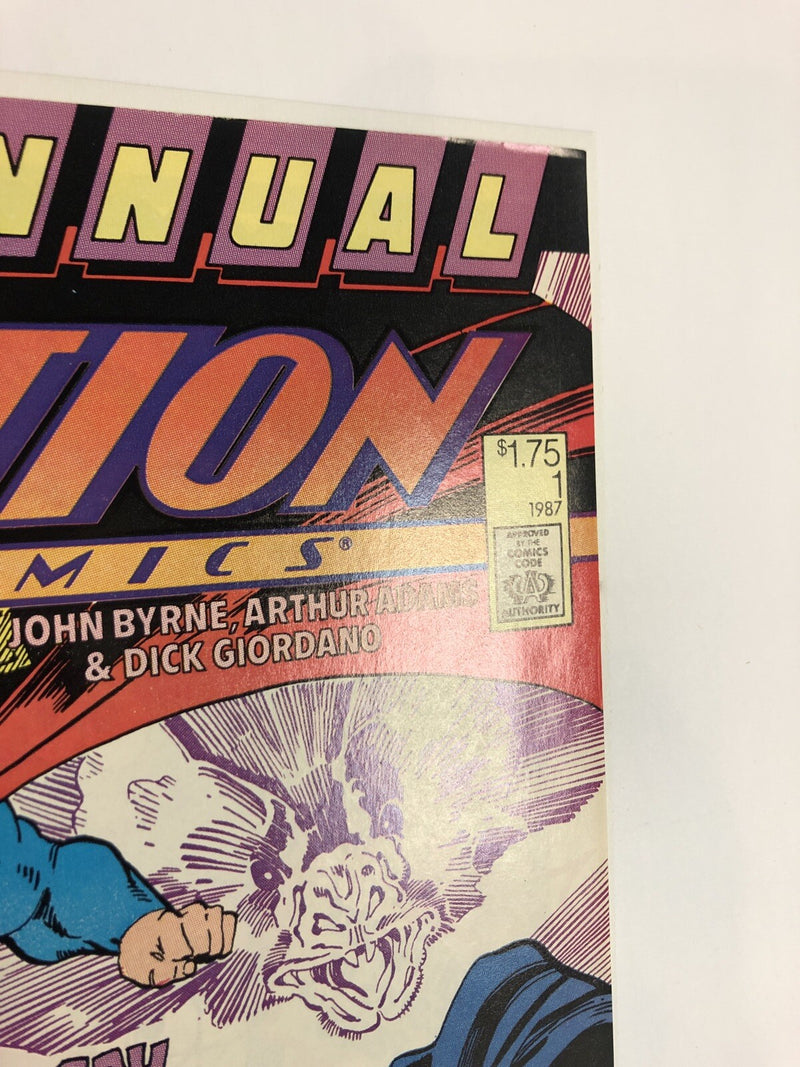 NNUAL
TION
MICS®
$1.75
1
1987
APPROVED
BY THE
COMICS
CODE
AUTHORITY
JOHN BYRNE, ARTHUR ADAMS
& DICK GIORDANO